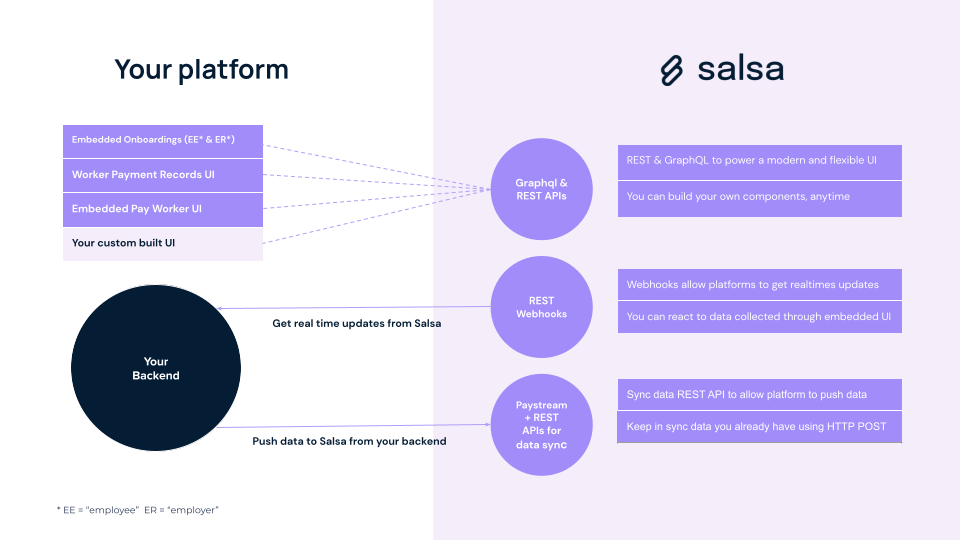 Your platform
salsa
Embedded Onboardings (EE* & ER*)
Worker Payment Records UI
Embedded Pay Worker UI
Your custom built UI
Graphql &
REST APIs
REST & GraphQL to power a modern and flexible UI
You can build your own components, anytime
REST
Webhooks
Webhooks allow platforms to get realtimes updates
You can react to data collected through embedded UI
Get real time updates from Salsa
Your
Backend
Paystream
+ REST
APIs for
data sync
Sync data REST API to allow platform to push data
Keep in sync data you already have using HTTP POST
Push data to Salsa from your backend
* EE = “employee”  ER = “employer”